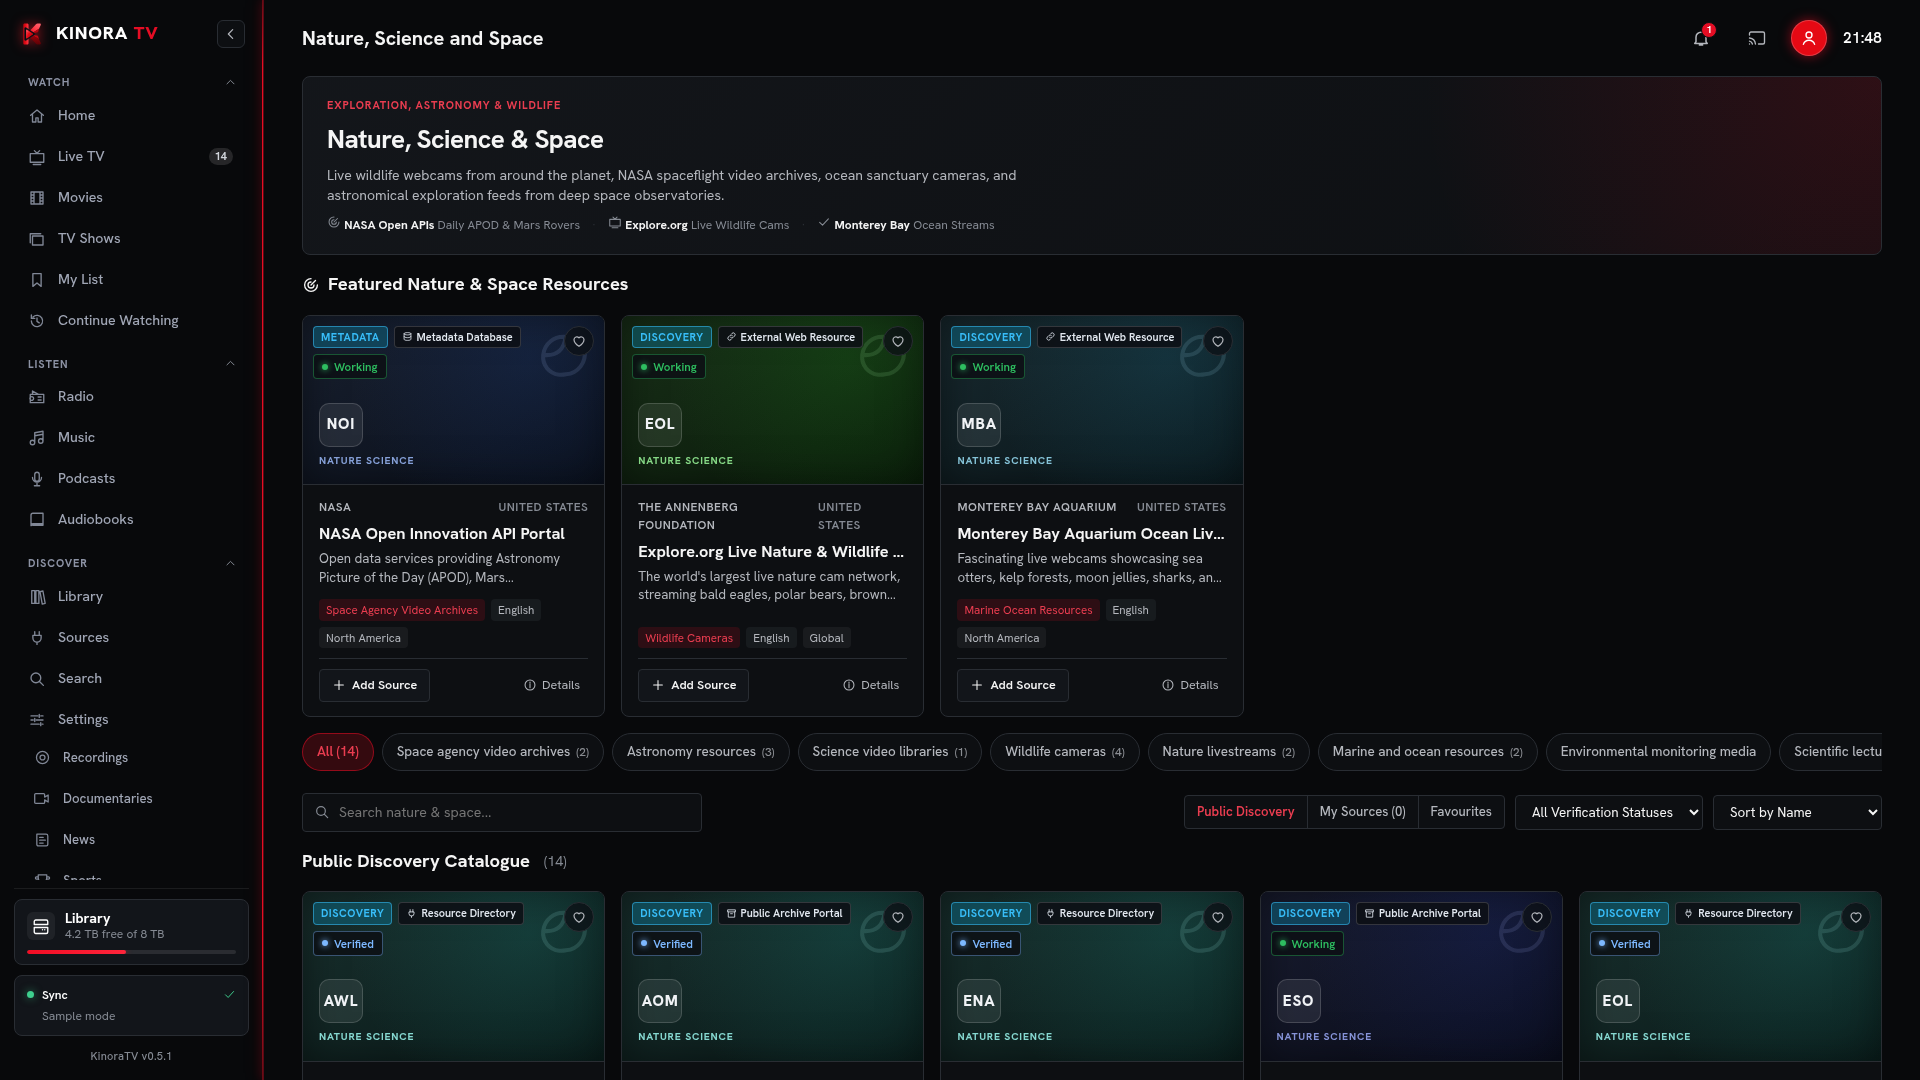 KINORA TV
WATCH
Home
Live TV 14
Movies
TV Shows
My List
Continue Watching
LISTEN
Radio
Music
Podcasts
Audiobooks
DISCOVER
Library
Sources
Search
Settings
Recordings
Documentaries
News
Sports
Library
4.2 TB free of 8 TB
Sync
Sample mode
KinoraTV v0.5.1
Nature, Science and Space
1
21:48
EXPLORATION, ASTRONOMY & WILDLIFE
Nature, Science & Space
Live wildlife webcams from around the planet, NASA spaceflight video archives, ocean sanctuary cameras, and
astronomical exploration feeds from deep space observatories.
NASA Open APIs Daily APOD & Mars Rovers · Explore.org Live Wildlife Cams · Monterey Bay Ocean Streams
Featured Nature & Space Resources
METADATA Metadata Database
Working
NOI
NATURE SCIENCE
NASA UNITED STATES
NASA Open Innovation API Portal
Open data services providing Astronomy
Picture of the Day (APOD), Mars...
Space Agency Video Archives English
North America
Add Source Details
DISCOVERY External Web Resource
Working
EOL
NATURE SCIENCE
THE ANNENBERG UNITED
FOUNDATION STATES
Explore.org Live Nature & Wildlife ...
The world's largest live nature cam network,
streaming bald eagles, polar bears, brown...
Wildlife Cameras English Global
Add Source Details
DISCOVERY External Web Resource
Working
MBA
NATURE SCIENCE
MONTEREY BAY AQUARIUM UNITED STATES
Monterey Bay Aquarium Ocean Liv...
Fascinating live webcams showcasing sea
otters, kelp forests, moon jellies, sharks, an...
Marine Ocean Resources English
North America
Add Source Details
All (14) Space agency video archives (2) Astronomy resources (3) Science video libraries (1) Wildlife cameras (4) Nature livestreams (2) Marine and ocean resources (2) Environmental monitoring media Scientific lectu
Search nature & space...
Public Discovery My Sources (0) Favourites All Verification Statuses Sort by Name
Public Discovery Catalogue (14)
DISCOVERY Resource Directory
Verified
AWL
NATURE SCIENCE
DISCOVERY Public Archive Portal
Verified
AOM
NATURE SCIENCE
DISCOVERY Resource Directory
Verified
ENA
NATURE SCIENCE
DISCOVERY Public Archive Portal
Working
ESO
NATURE SCIENCE
DISCOVERY Resource Directory
Verified
EOL
NATURE SCIENCE